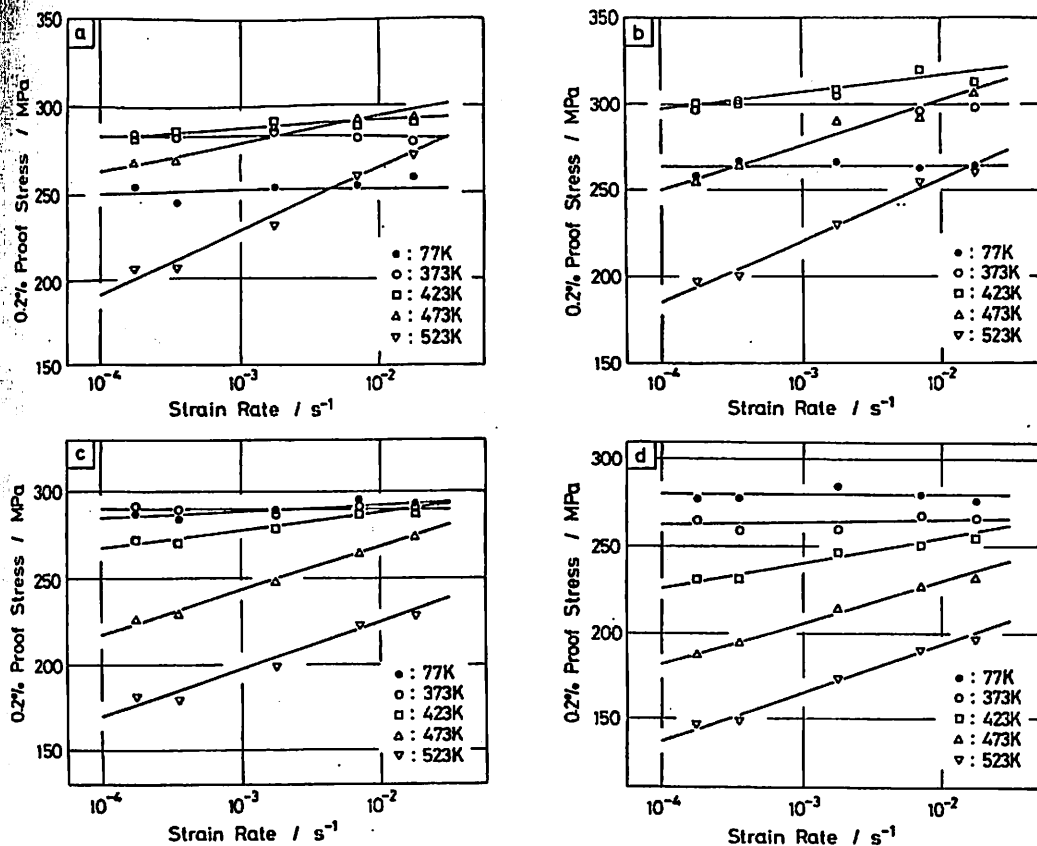 a
350
300
250
200
150
0.2% Proof Stress / MPa
• : 77K
○ : 373K
□ : 423K
△ : 473K
▽ : 523K
10⁻⁴ 10⁻³ 10⁻²
Strain Rate / s⁻¹
b
350
300
250
200
150
0.2% Proof Stress / MPa
• : 77K
○ : 373K
□ : 423K
△ : 473K
▽ : 523K
10⁻⁴ 10⁻³ 10⁻²
Strain Rate / s⁻¹
c
300
250
200
150
0.2% Proof Stress / MPa
• : 77K
○ : 373K
□ : 423K
△ : 473K
▽ : 523K
10⁻⁴ 10⁻³ 10⁻²
Strain Rate / s⁻¹
d
300
250
200
150
0.2% Proof Stress / MPa
• : 77K
○ : 373K
□ : 423K
△ : 473K
▽ : 523K
10⁻⁴ 10⁻³ 10⁻²
Strain Rate / s⁻¹